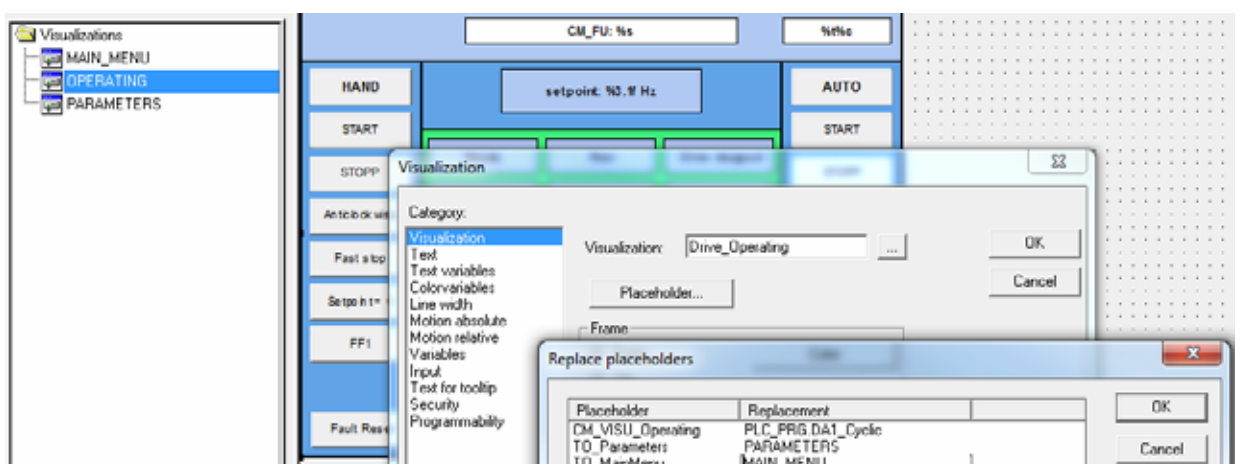 Visualizations
MAIN_MENU
OPERATING
PARAMETERS
CM_FU: %s
%t%c
HAND
setpoint: %3.1f Hz
AUTO
START
START
STOPP
Fast stop
FF1
Visualization
Category:
Visualization
Text
Text variables
Colorvariables
Line width
Motion absolute
Motion relative
Variables
Input
Text for tooltip
Security
Programmability
Visualization:
Drive_Operating
...
OK
Cancel
Placeholder...
Frame
Replace placeholders
Placeholder Replacement
CM_VISU_Operating PLC_PRG.DA1_Cyclic
TO_Parameters PARAMETERS
TO_MainMenu MAIN_MENU
OK
Cancel
Fault